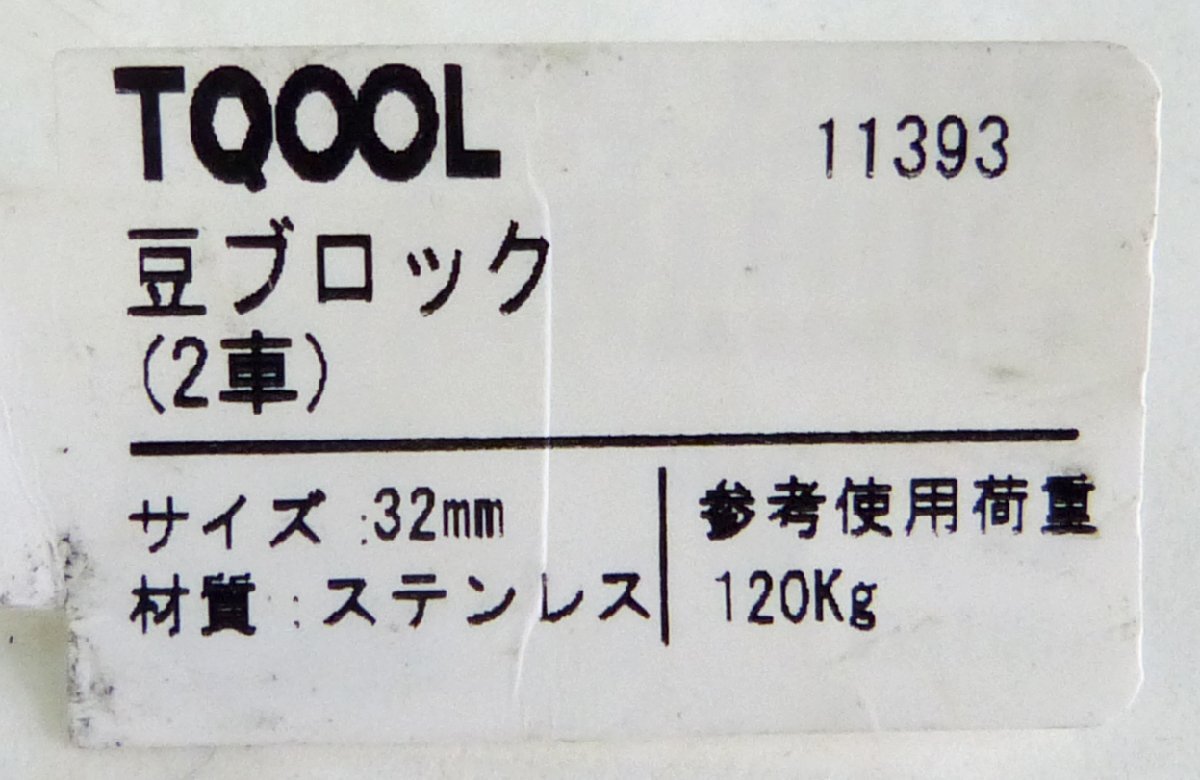 TQOOL
11393
豆ブロック
(2車)
サイズ:32mm
材質:ステンレス
参考使用荷重
120Kg